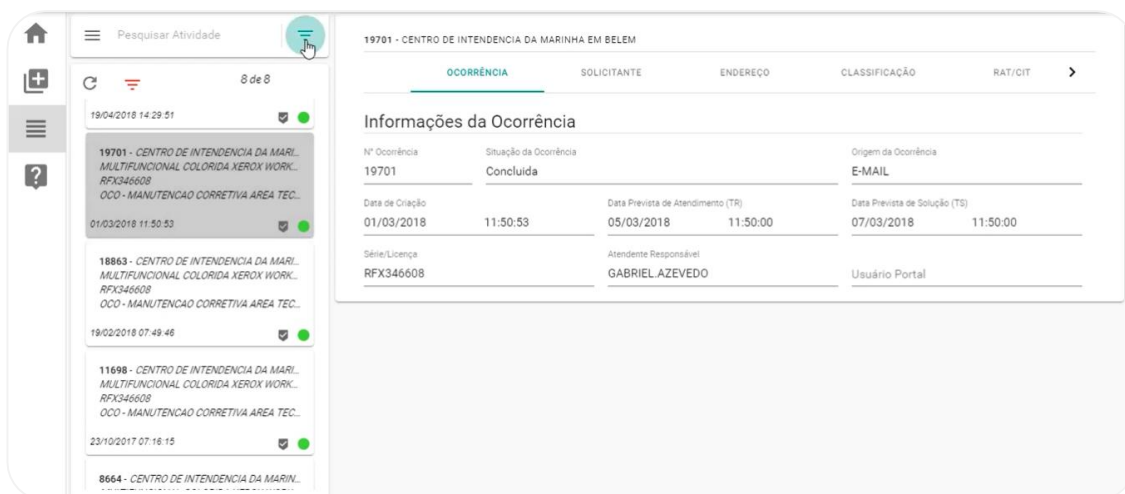 Pesquisar Atividade
8 de 8
19/04/2018 14:29:51
19701 - CENTRO DE INTENDENCIA DA MARI...
MULTIFUNCIONAL COLORIDA XEROX WORK...
RFX346608
OCO - MANUTENCAO CORRETIVA AREA TEC...
01/03/2018 11:50:53
18863 - CENTRO DE INTENDENCIA DA MARI...
MULTIFUNCIONAL COLORIDA XEROX WORK...
RFX346608
OCO - MANUTENCAO CORRETIVA AREA TEC...
19/02/2018 07:49:46
11698 - CENTRO DE INTENDENCIA DA MARI...
MULTIFUNCIONAL COLORIDA XEROX WORK...
RFX346608
OCO - MANUTENCAO CORRETIVA AREA TEC...
23/10/2017 07:16:15
8664 - CENTRO DE INTENDENCIA DA MARIN...
19701 - CENTRO DE INTENDENCIA DA MARINHA EM BELEM
OCORRÊNCIA SOLICITANTE ENDEREÇO CLASSIFICAÇÃO RAT/CIT
Informações da Ocorrência
N° Ocorrência Situação da Ocorrência Origem da Ocorrência
19701 Concluida E-MAIL
Data de Criação Data Prevista de Atendimento (TR) Data Prevista de Solução (TS)
01/03/2018 11:50:53 05/03/2018 11:50:00 07/03/2018 11:50:00
Série/Licença Atendente Responsável
RFX346608 GABRIEL.AZEVEDO Usuário Portal